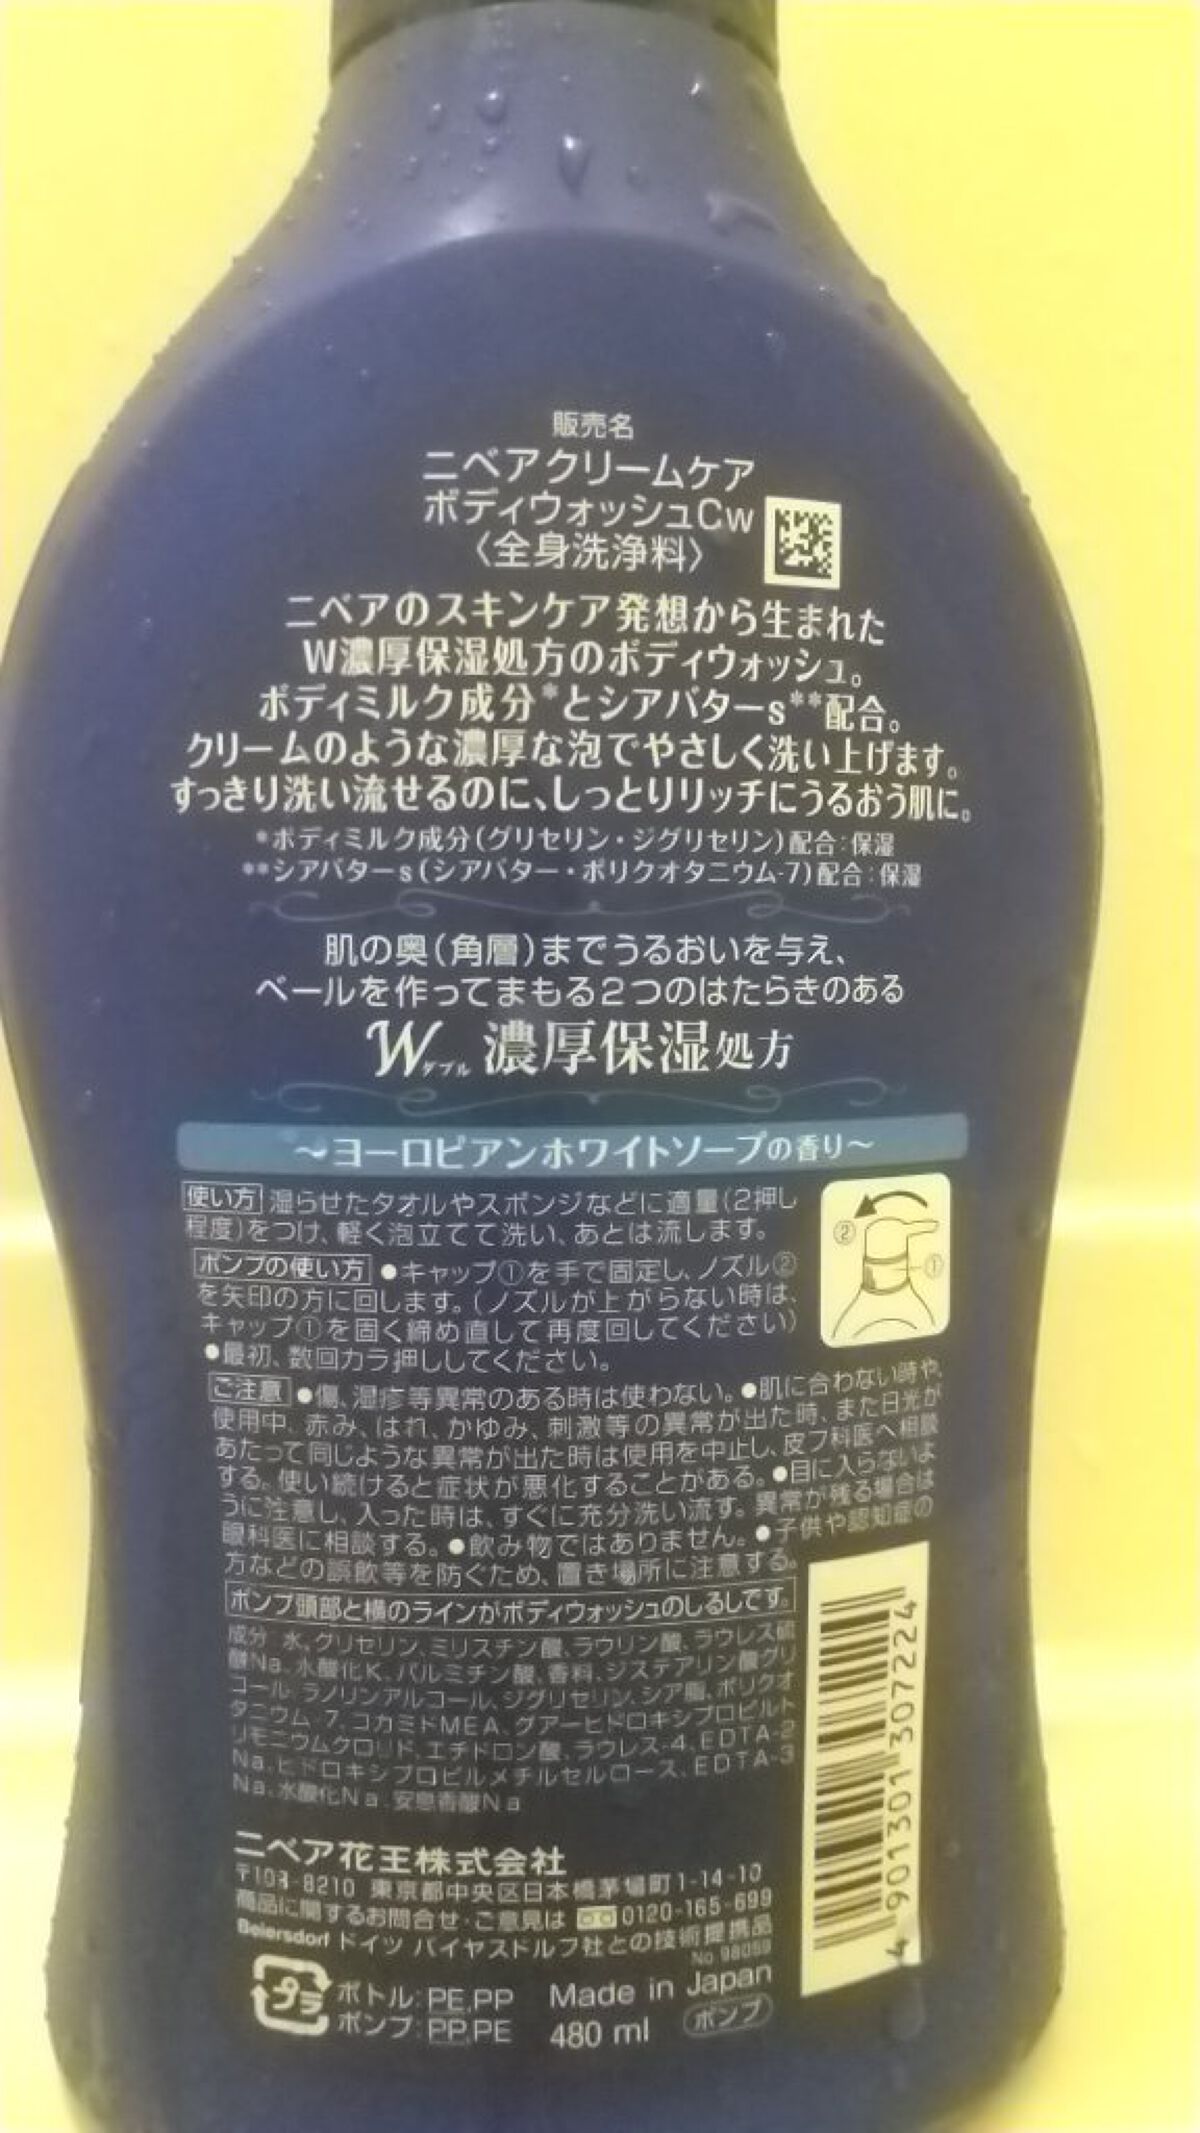 販売名
ニベアクリームケア
ボディウォッシュCw
〈全身洗浄料〉
ニベアのスキンケア発想から生まれた
W濃厚保湿処方のボディウォッシュ。
ボディミルク成分*とシアバターs**配合。
クリームのような濃厚な泡でやさしく洗い上げます。
すっきり洗い流せるのに、しっとりリッチにうるおう肌に。
*ボディミルク成分(グリセリン・ジグリセリン)配合:保湿
**シアバターs(シアバター・ポリクオタニウム-7)配合:保湿
肌の奥(角層)までうるおいを与え、
ベールを作ってまもる2つのはたらきのある
Wダブル 濃厚保湿処方
~ヨーロピアンホワイトソープの香り~
使い方 湿らせたタオルやスポンジなどに適量(2押し
程度)をつけ、軽く泡立てて洗い、あとは流します。
ポンプの使い方 ●キャップ①を手で固定し、ノズル②
を矢印の方に回します。(ノズルが上がらない時は、
キャップ①を固く締め直して再度回してください)
●最初、数回カラ押ししてください。
② ①
ご注意 ●傷、湿疹等異常のある時は使わない。●肌に合わない時や、
使用中、赤み、はれ、かゆみ、刺激等の異常が出た時、また日光が
あたって同じような異常が出た時は使用を中止し、皮フ科医へ相談
する。使い続けると症状が悪化することがある。●目に入らないよ
うに注意し、入った時は、すぐに充分洗い流す。異常が残る場合は
眼科医に相談する。●飲み物ではありません。●子供や認知症の
方などの誤飲等を防ぐため、置き場所に注意する。
ポンプ頭部と横のラインがボディウォッシュのしるしです。
成分 水、グリセリン、ミリスチン酸、ラウリン酸、ラウレス硫
酸Na、水酸化K、パルミチン酸、香料、ジステアリン酸グリ
コール、ラノリンアルコール、ジグリセリン、シア脂、ポリクオ
タニウム-7、コカミドMEA、グアーヒドロキシプロピルト
リモニウムクロリド、エチドロン酸、ラウレス-4、EDTA-2
Na、ヒドロキシプロピルメチルセルロース、EDTA-3
Na、水酸化Na、安息香酸Na
ニベア花王株式会社
〒103-8210 東京都中央区日本橋茅場町1-14-10
商品に関するお問合せ・ご意見は 0120-165-699
Beiersdorf ドイツ バイヤスドルフ社との技術提携品
No.98059
プラ ボトル:PE,PP
ポンプ:PP,PE
Made in Japan
480 ml ポンプ
4 901301 307224